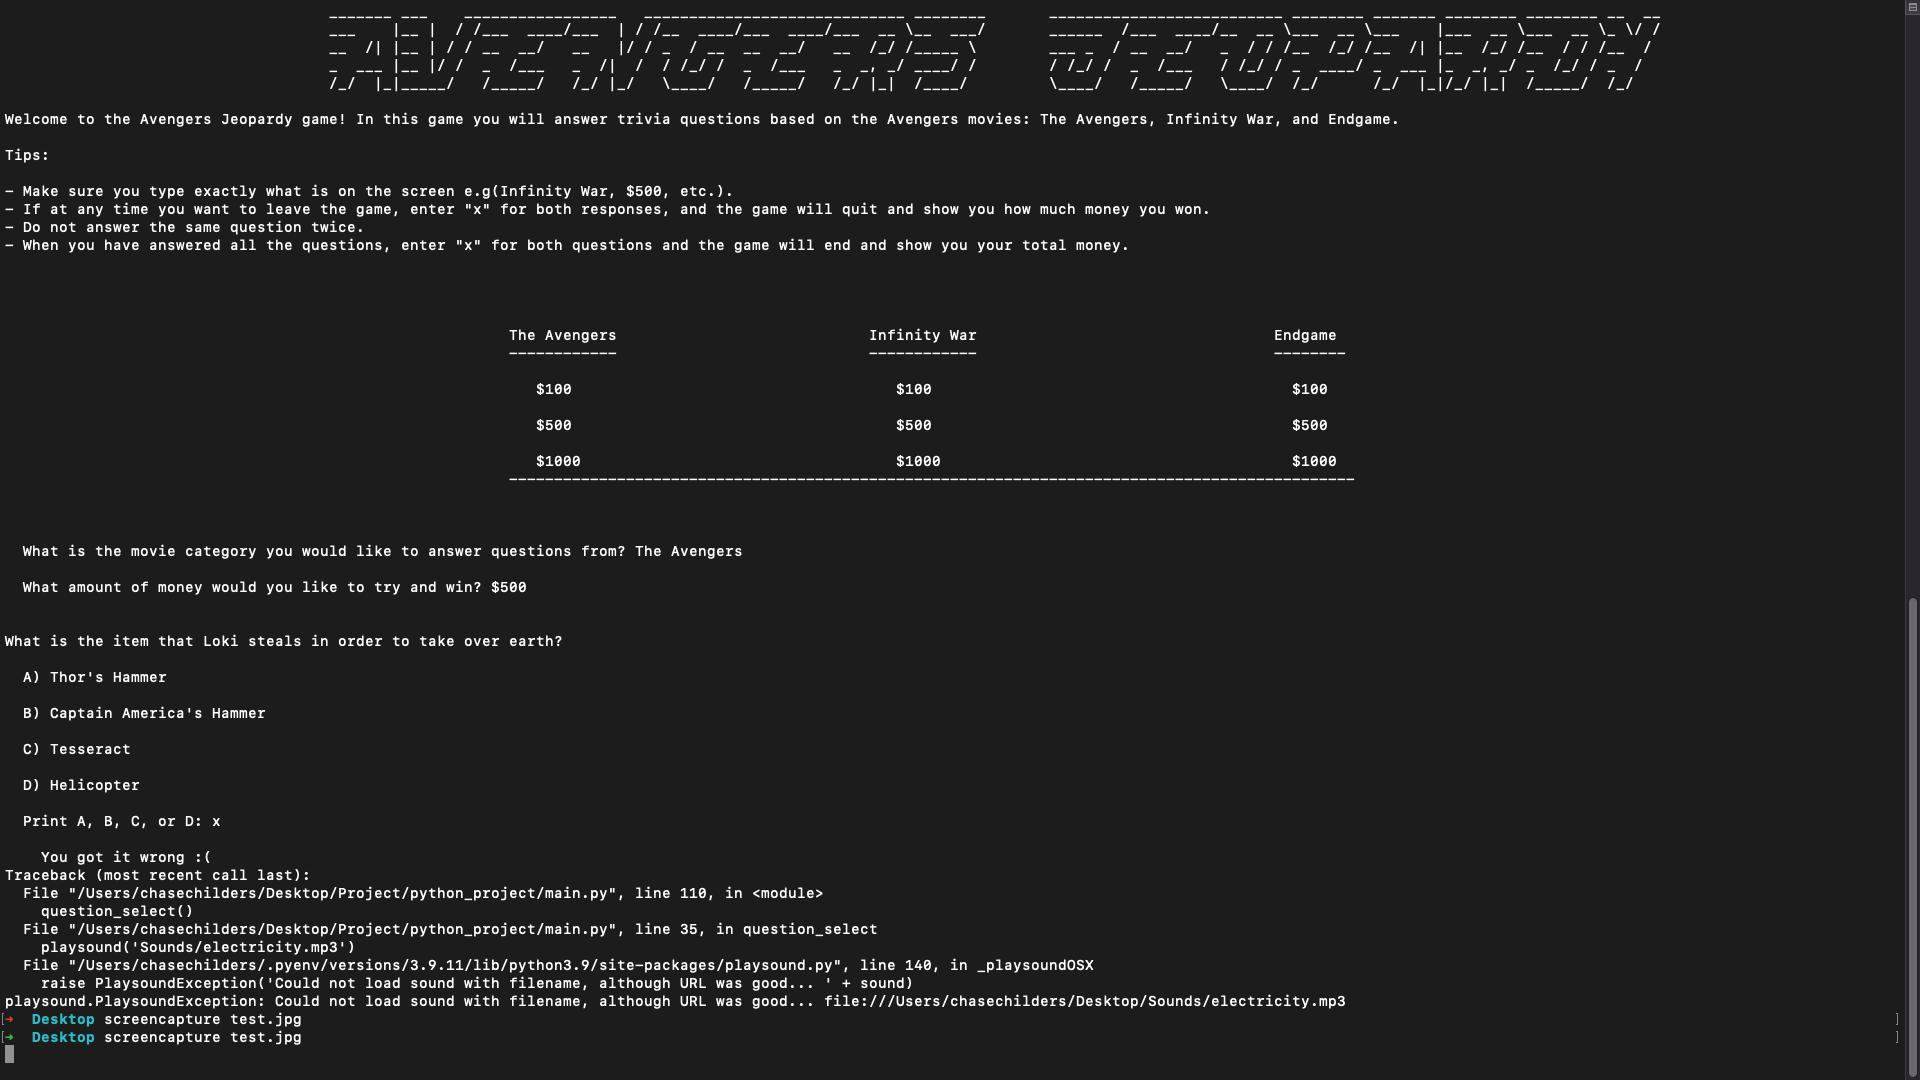 AVENGERS JEOPARDY
Welcome to the Avengers Jeopardy game! In this game you will answer trivia questions based on the Avengers movies: The Avengers, Infinity War, and Endgame.
Tips:
– Make sure you type exactly what is on the screen e.g(Infinity War, $500, etc.).
– If at any time you want to leave the game, enter "x" for both responses, and the game will quit and show you how much money you won.
– Do not answer the same question twice.
– When you have answered all the questions, enter "x" for both questions and the game will end and show you your total money.
The Avengers Infinity War Endgame
$100 $100 $100
$500 $500 $500
$1000 $1000 $1000
What is the movie category you would like to answer questions from? The Avengers
What amount of money would you like to try and win? $500
What is the item that Loki steals in order to take over earth?
A) Thor's Hammer
B) Captain America's Hammer
C) Tesseract
D) Helicopter
Print A, B, C, or D: x
You got it wrong :(
Traceback (most recent call last):
File "/Users/chasechilders/Desktop/Project/python_project/main.py", line 110, in <module>
question_select()
File "/Users/chasechilders/Desktop/Project/python_project/main.py", line 35, in question_select
playsound('Sounds/electricity.mp3')
File "/Users/chasechilders/.pyenv/versions/3.9.11/lib/python3.9/site-packages/playsound.py", line 140, in _playsoundOSX
raise PlaysoundException('Could not load sound with filename, although URL was good... ' + sound)
playsound.PlaysoundException: Could not load sound with filename, although URL was good... file:///Users/chasechilders/Desktop/Sounds/electricity.mp3
[→ Desktop screencapture test.jpg ]
[→ Desktop screencapture test.jpg ]